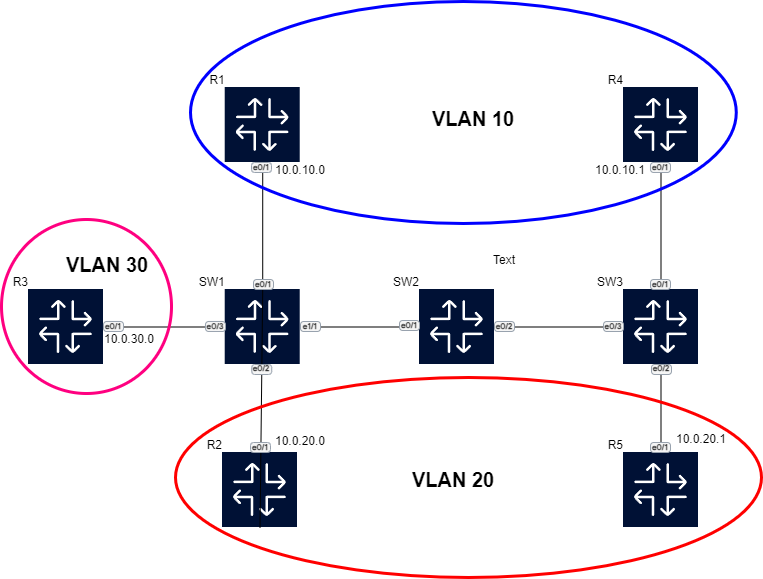 R1
R4
VLAN 10
e0/1
10.0.10.0
10.0.10.1
e0/1
VLAN 30
Text
R3
SW1
SW2
SW3
e0/1
e0/1
e0/1
10.0.30.0
e0/3
e1/1
e0/1
e0/2
e0/3
e0/2
e0/2
R2
e0/1
10.0.20.0
R5
e0/1
10.0.20.1
VLAN 20